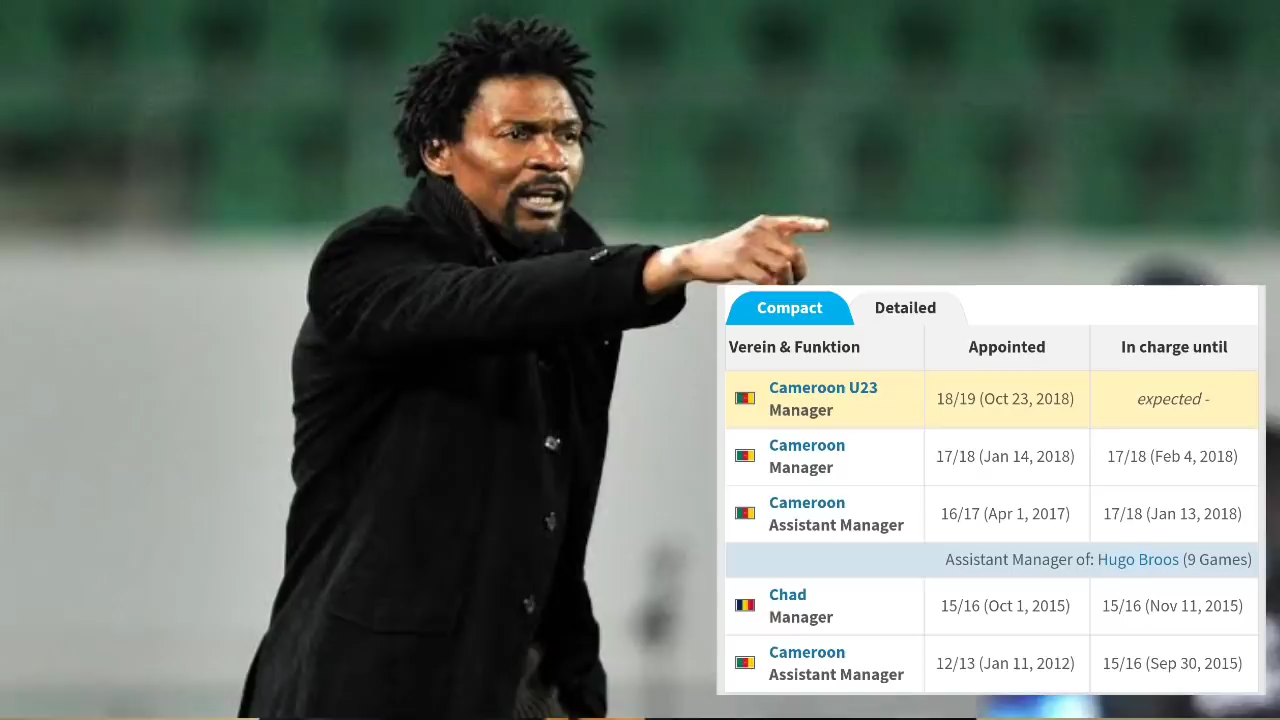 Compact Detailed
Verein & Funktion Appointed In charge until
Cameroon U23
Manager
18/19 (Oct 23, 2018) expected -
Cameroon
Manager
17/18 (Jan 14, 2018) 17/18 (Feb 4, 2018)
Cameroon
Assistant Manager
16/17 (Apr 1, 2017) 17/18 (Jan 13, 2018)
Assistant Manager of: Hugo Broos (9 Games)
Chad
Manager
15/16 (Oct 1, 2015) 15/16 (Nov 11, 2015)
Cameroon
Assistant Manager
12/13 (Jan 11, 2012) 15/16 (Sep 30, 2015)